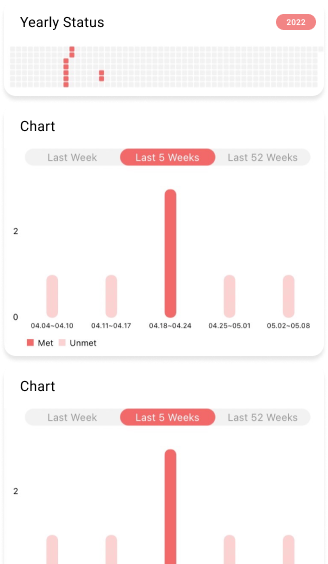 Yearly Status 2022
Chart
Last Week Last 5 Weeks Last 52 Weeks
2
0
04.04~04.10 04.11~04.17 04.18~04.24 04.25~05.01 05.02~05.08
Met Unmet
Chart
Last Week Last 5 Weeks Last 52 Weeks
2